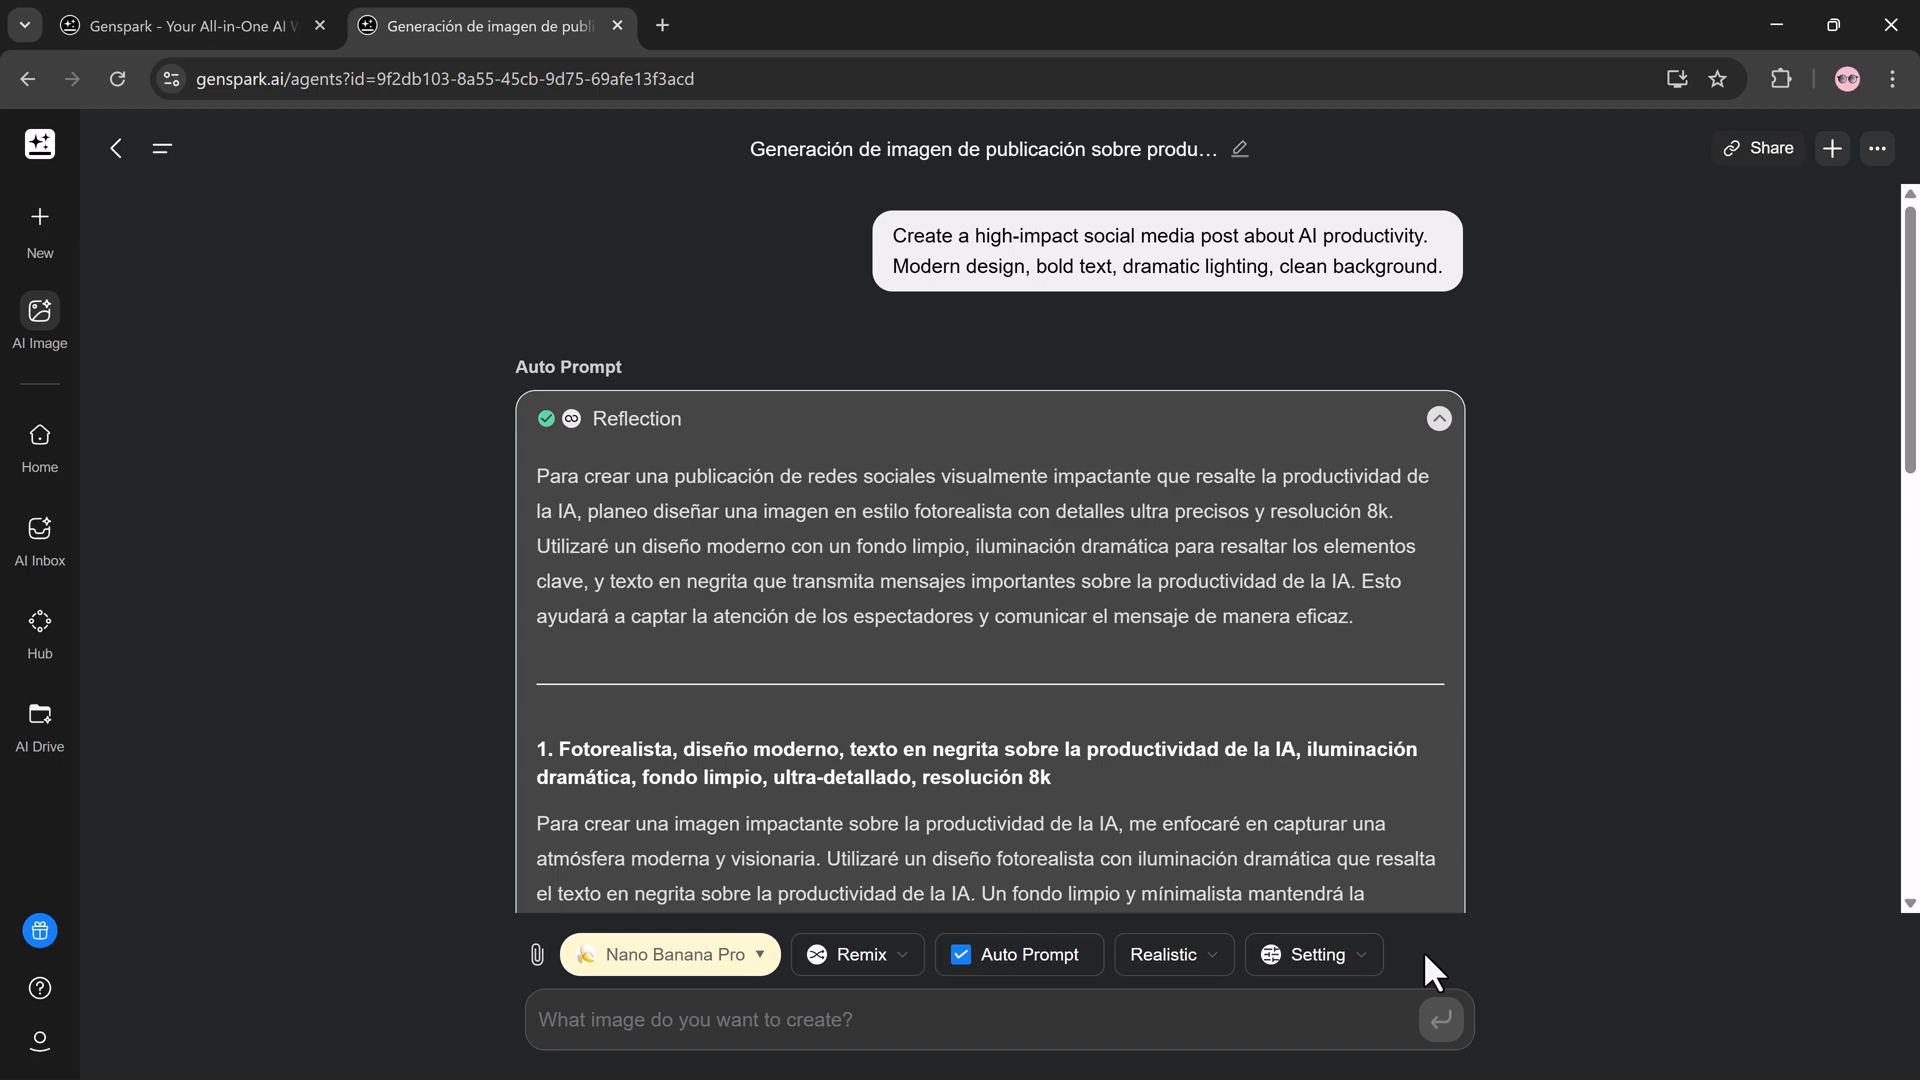 Genspark - Your All-in-One AI W
Generación de imagen de publi
genspark.ai/agents?id=9f2db103-8a55-45cb-9d75-69afe13f3acd
Generación de imagen de publicación sobre produ...
Share
New
AI Image
Home
AI Inbox
Hub
AI Drive
Create a high-impact social media post about AI productivity.
Modern design, bold text, dramatic lighting, clean background.
Auto Prompt
Reflection
Para crear una publicación de redes sociales visualmente impactante que resalte la productividad de
la IA, planeo diseñar una imagen en estilo fotorealista con detalles ultra precisos y resolución 8k.
Utilizaré un diseño moderno con un fondo limpio, iluminación dramática para resaltar los elementos
clave, y texto en negrita que transmita mensajes importantes sobre la productividad de la IA. Esto
ayudará a captar la atención de los espectadores y comunicar el mensaje de manera eficaz.
1. Fotorealista, diseño moderno, texto en negrita sobre la productividad de la IA, iluminación
dramática, fondo limpio, ultra-detallado, resolución 8k
Para crear una imagen impactante sobre la productividad de la IA, me enfocaré en capturar una
atmósfera moderna y visionaria. Utilizaré un diseño fotorealista con iluminación dramática que resalta
el texto en negrita sobre la productividad de la IA. Un fondo limpio y mínimalista mantendrá la
Nano Banana Pro
Remix
Auto Prompt
Realistic
Setting
What image do you want to create?